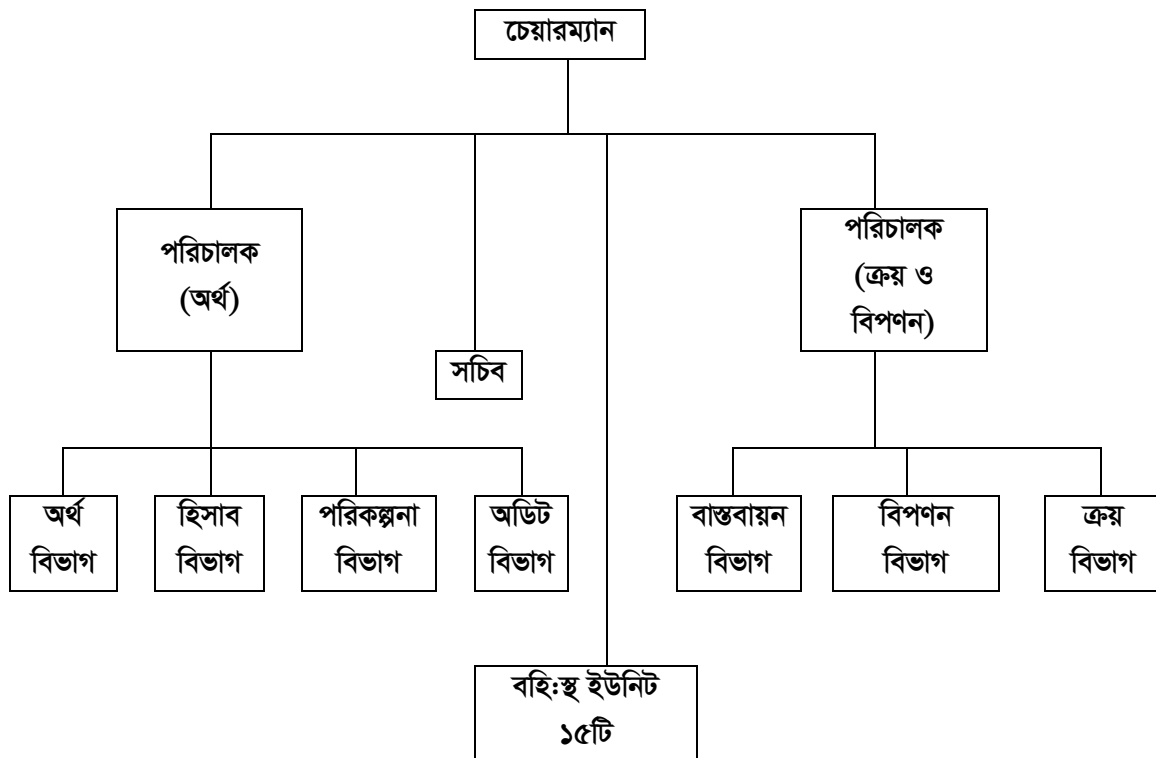 চেয়ারম্যান
পরিচালক
(অর্থ)
পরিচালক
(ক্রয় ও
বিপণন)
সচিব
অর্থ
বিভাগ
হিসাব
বিভাগ
পরিকল্পনা
বিভাগ
অডিট
বিভাগ
বাস্তবায়ন
বিভাগ
বিপণন
বিভাগ
ক্রয়
বিভাগ
বহি:স্থ ইউনিট
১৫টি